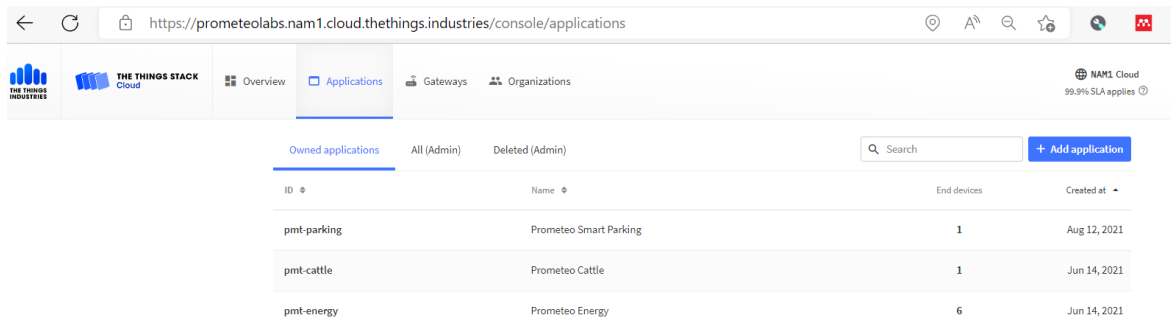 https://prometeolabs.nam1.cloud.thethings.industries/console/applications
THE THINGS INDUSTRIES
THE THINGS STACK
Cloud
Overview
Applications
Gateways
Organizations
NAM1 Cloud
99.9% SLA applies
Owned applications
All (Admin)
Deleted (Admin)
Search
+ Add application
ID
Name
End devices
Created at
pmt-parking Prometeo Smart Parking 1 Aug 12, 2021
pmt-cattle Prometeo Cattle 1 Jun 14, 2021
pmt-energy Prometeo Energy 6 Jun 14, 2021